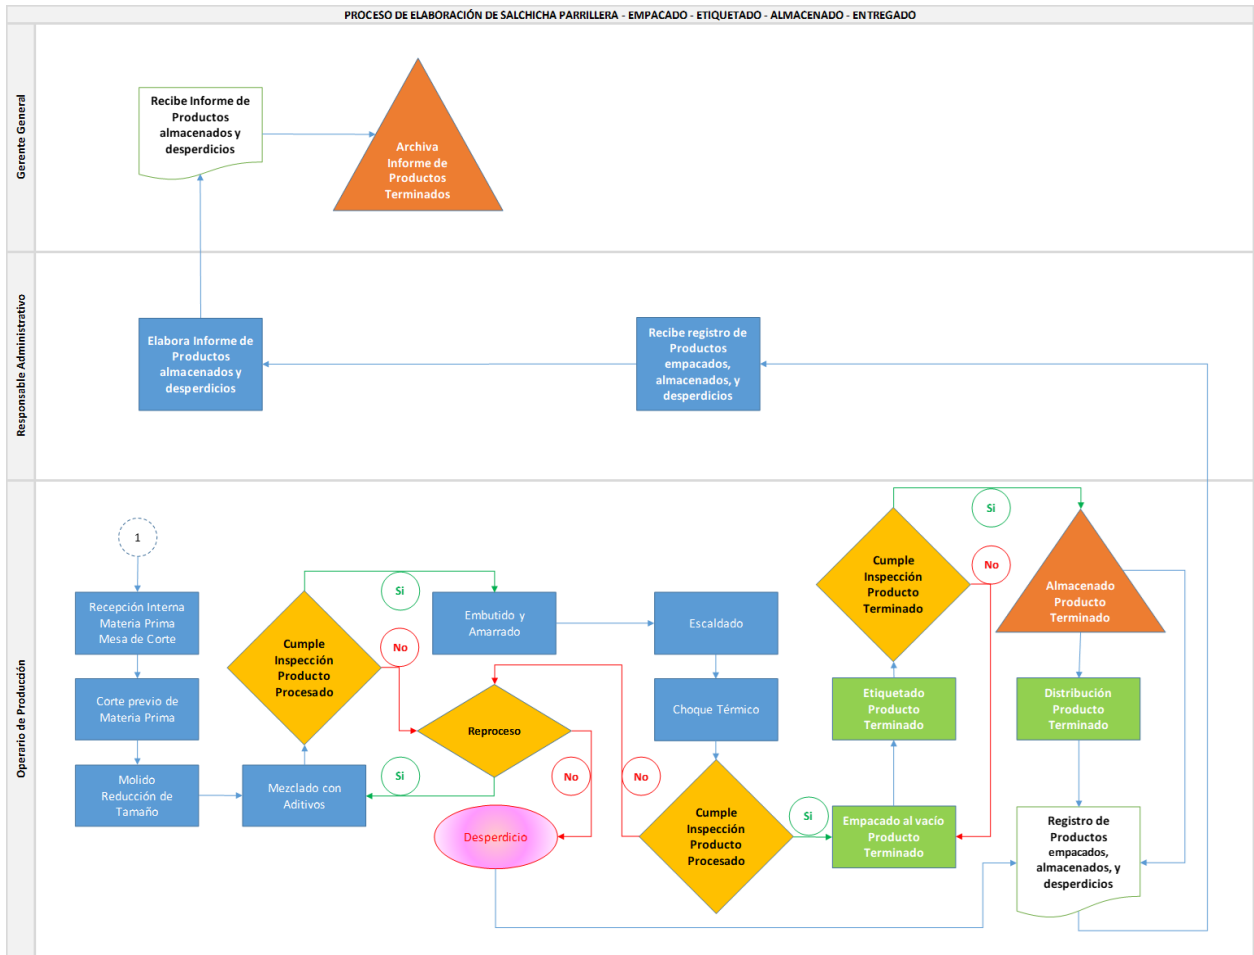 PROCESO DE ELABORACIÓN DE SALCHICHA PARRILLERA - EMPACADO - ETIQUETADO - ALMACENADO - ENTREGADO
Gerente General
Recibe Informe de
Productos
almacenados y
desperdicios
Archiva
Informe de
Productos
Terminados
Responsable Administrativo
Elabora Informe de
Productos
almacenados y
desperdicios
Recibe registro de
Productos
empacados,
almacenados, y
desperdicios
Operario de Producción
1
Recepción Interna
Materia Prima
Mesa de Corte
Corte previo de
Materia Prima
Molido
Reducción de
Tamaño
Mezclado con
Aditivos
Cumple
Inspección
Producto
Procesado
Si
No
Embutido y
Amarrado
Reproceso
Si
No
Desperdicio
Escaldado
Choque Térmico
Cumple
Inspección
Producto
Procesado
No
Si
Empacado al vacío
Producto
Terminado
Etiquetado
Producto
Terminado
Cumple
Inspección
Producto
Terminado
Si
No
Almacenado
Producto
Terminado
Distribución
Producto
Terminado
Registro de
Productos
empacados,
almacenados, y
desperdicios